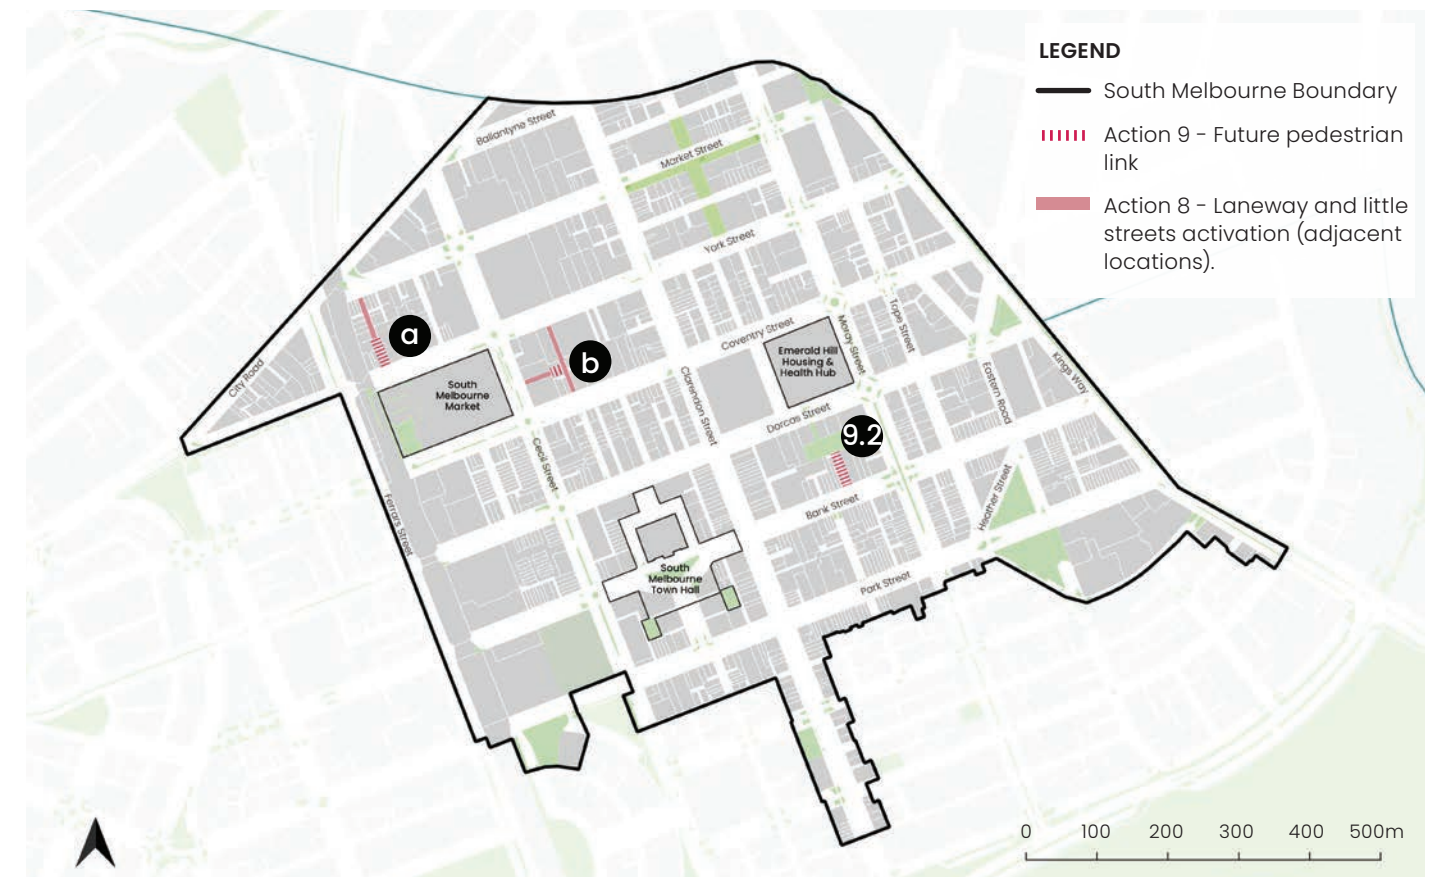 LEGEND
South Melbourne Boundary
Action 9 - Future pedestrian
link
Action 8 - Laneway and little
streets activation (adjacent
locations).
Ballantyne Street
Market Street
York Street
a
b
City Road
South
Melbourne
Market
Coventry Street
Emerald Hill
Housing &
Health Hub
Moray Street
Tope Street
Eastern Road
Kings Way
Clarendon Street
Dorcas Street
9.2
Cecil Street
Ferrars Street
Bank Street
Heather Street
South
Melbourne
Town Hall
Park Street
0 100 200 300 400 500m